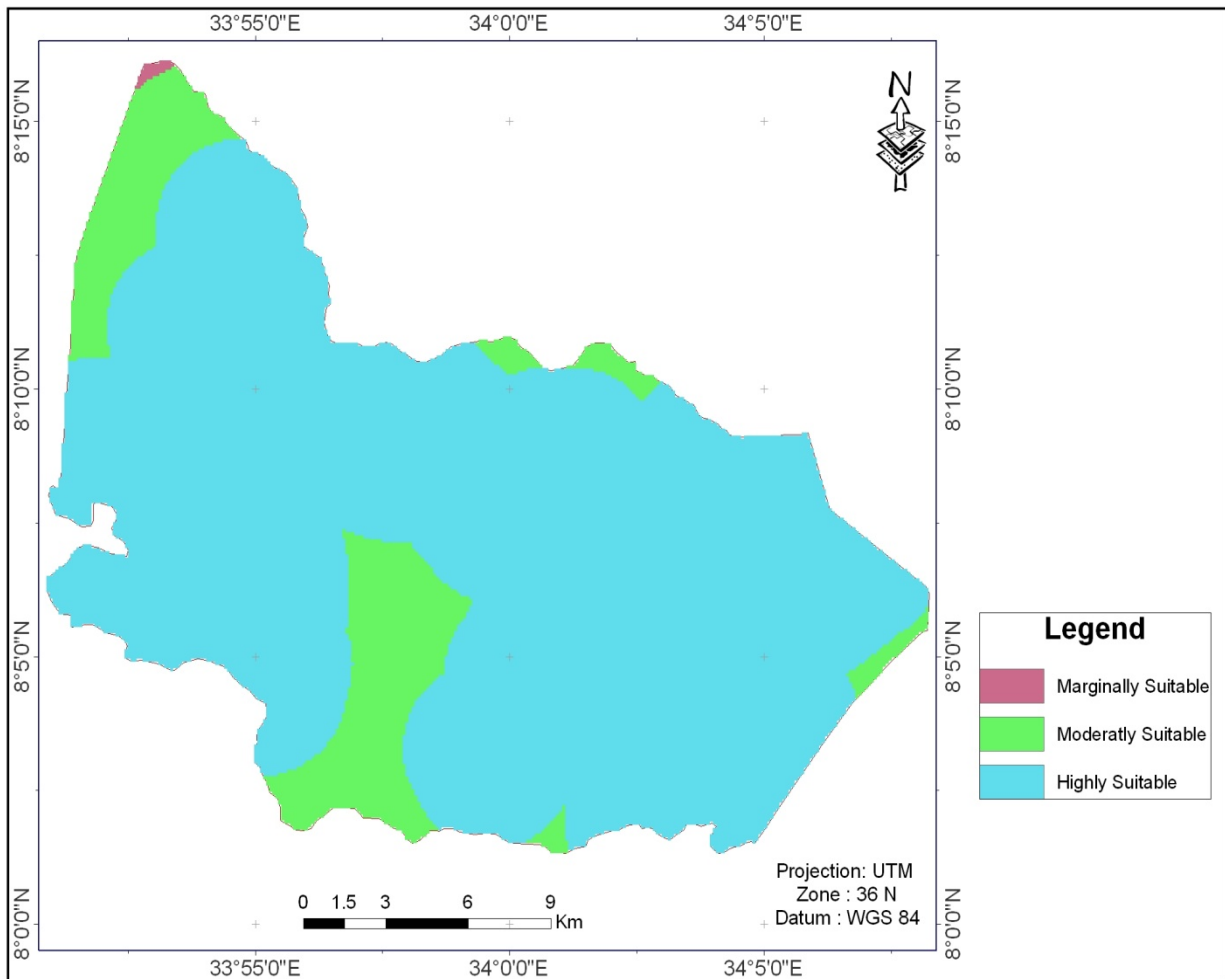 33°55'0"E 34°0'0"E 34°5'0"E
N
8°15'0"N 8°15'0"N
8°10'0"N 8°10'0"N
8°5'0"N 8°5'0"N
8°0'0"N 8°0'0"N
Legend
Marginally Suitable
Moderatly Suitable
Highly Suitable
Projection: UTM
Zone : 36 N
Datum : WGS 84
0 1.5 3 6 9
Km
33°55'0"E 34°0'0"E 34°5'0"E